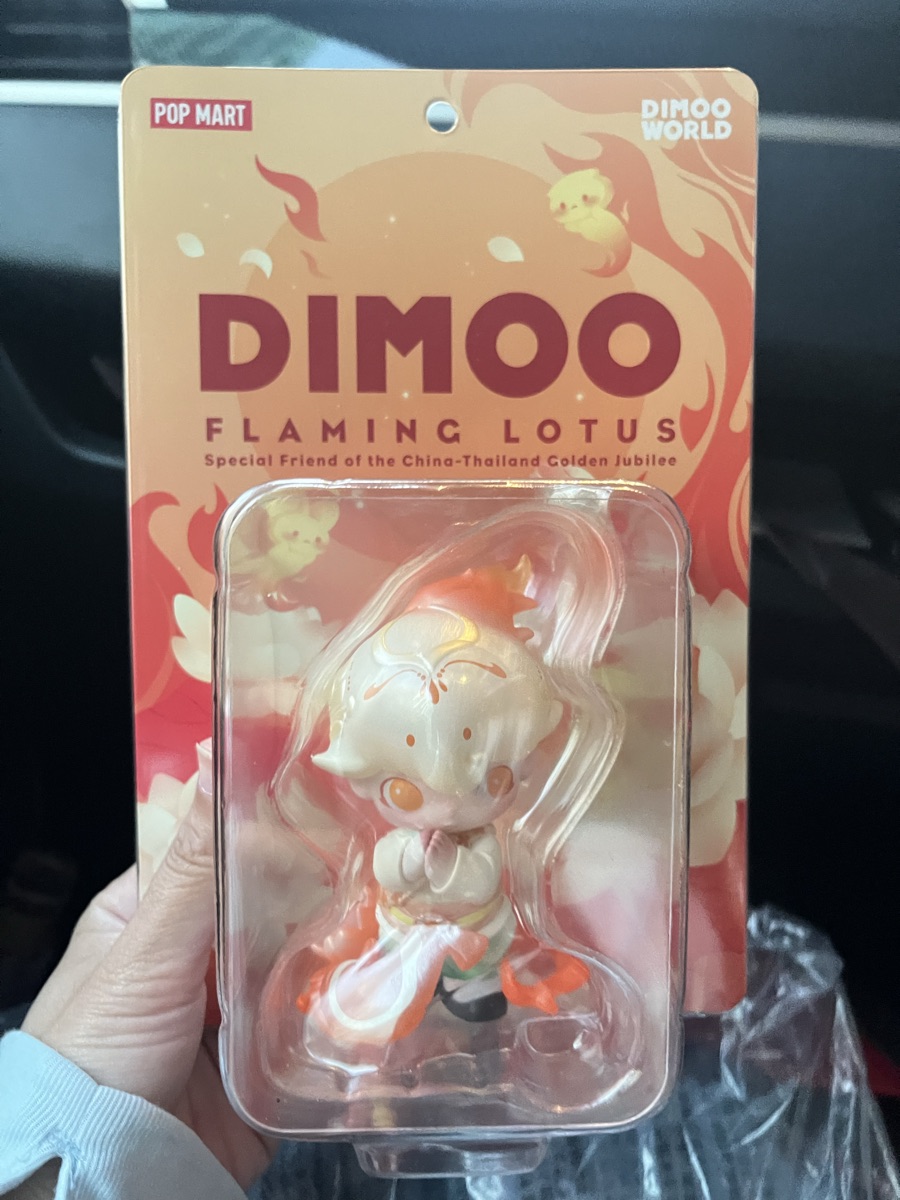 POP MART
DIMOO
WORLD
DIMOO
FLAMING LOTUS
Special Friend of the China-Thailand Golden Jubilee